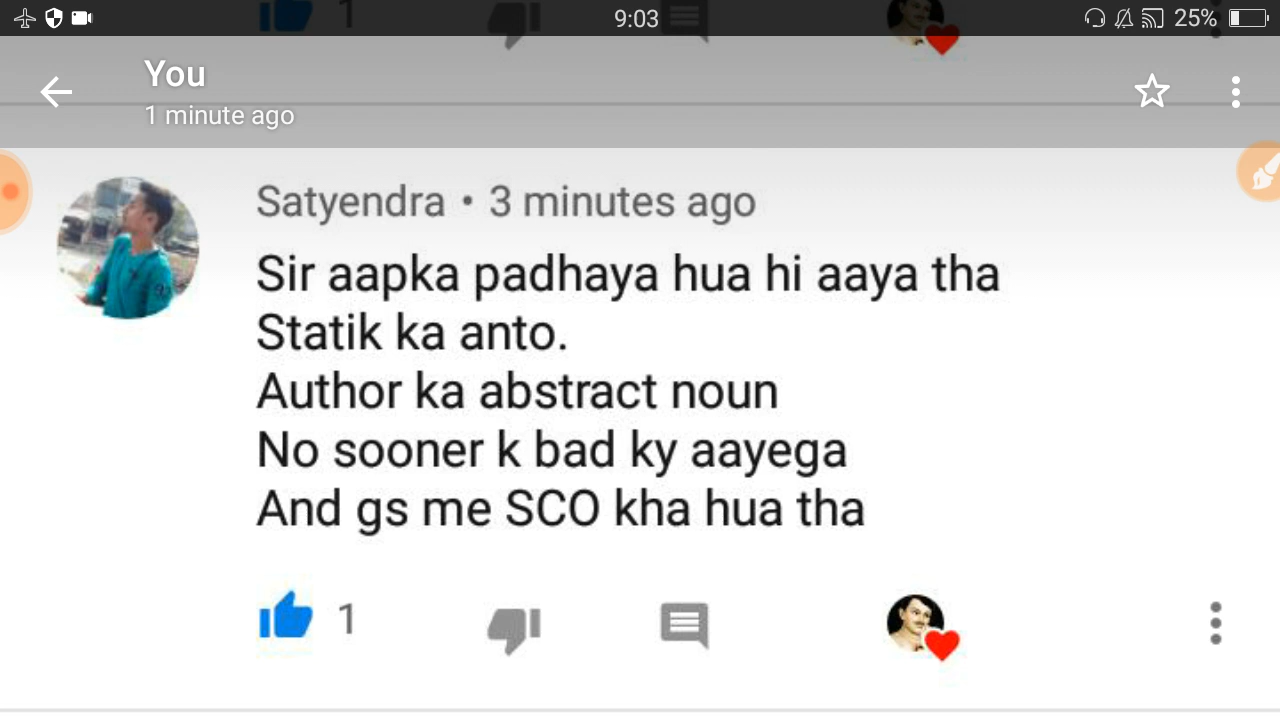 1
9:03
25%
You
1 minute ago
Satyendra • 3 minutes ago
Sir aapka padhaya hua hi aaya tha
Statik ka anto.
Author ka abstract noun
No sooner k bad ky aayega
And gs me SCO kha hua tha
1